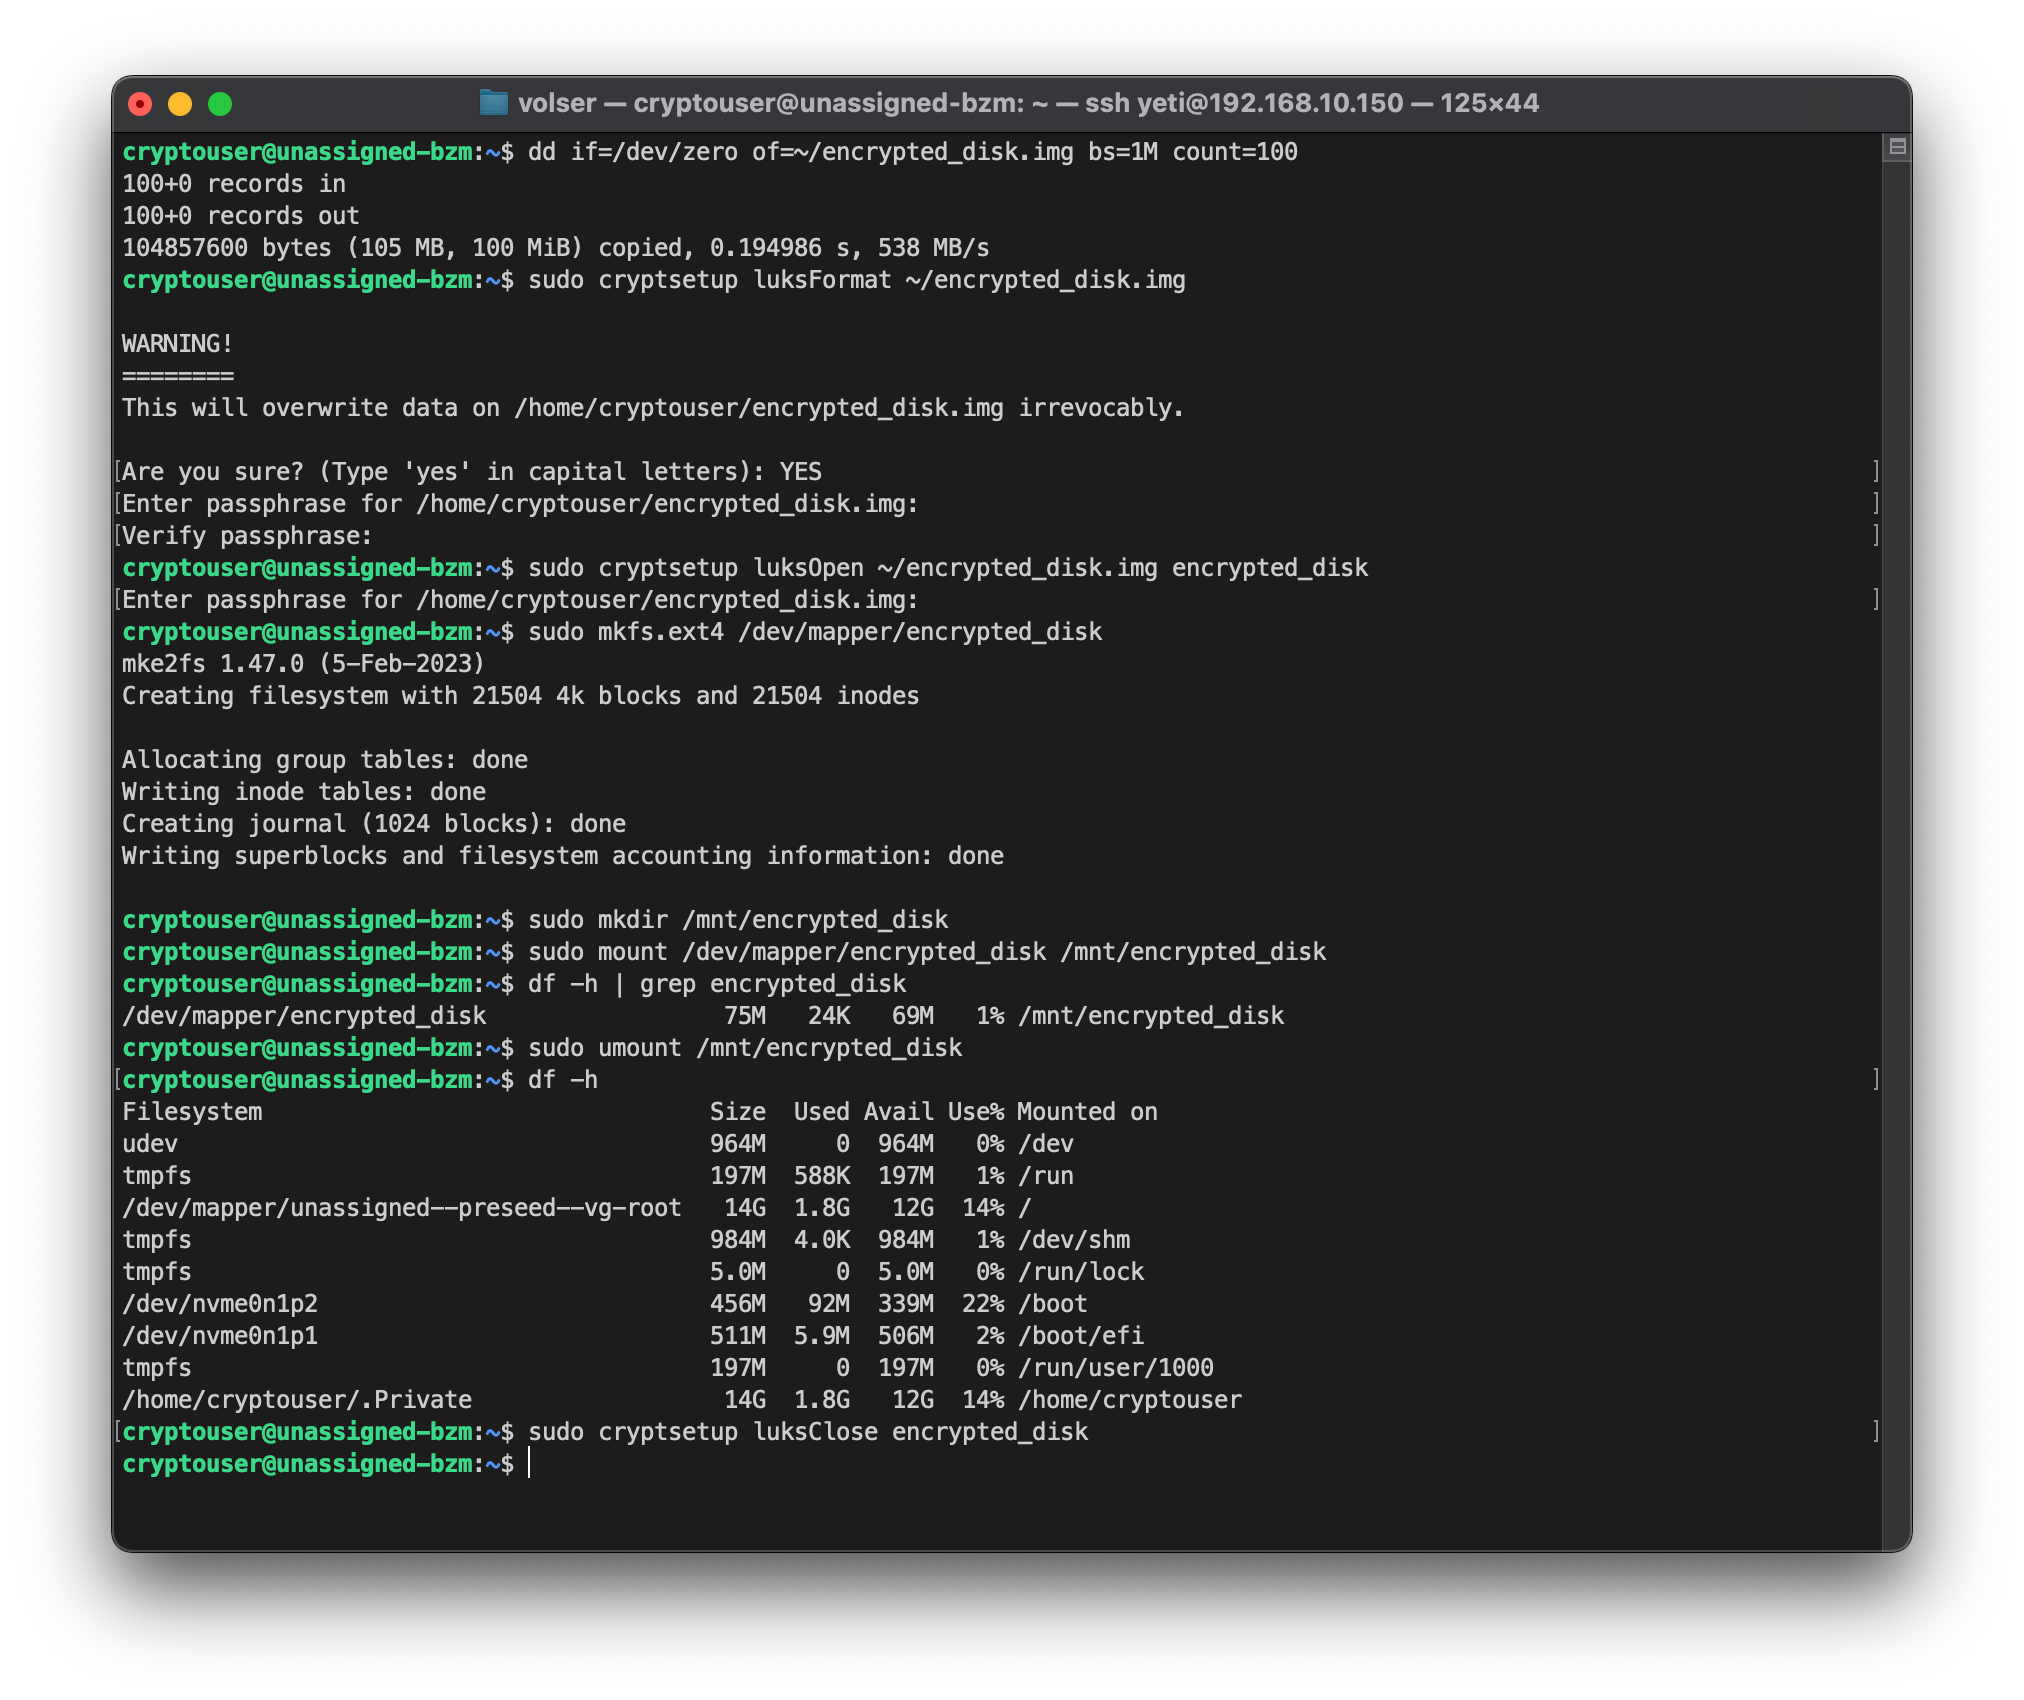 volser — cryptouser@unassigned-bzm: ~ — ssh yeti@192.168.10.150 — 125×44
cryptouser@unassigned-bzm:~$ dd if=/dev/zero of=~/encrypted_disk.img bs=1M count=100
100+0 records in
100+0 records out
104857600 bytes (105 MB, 100 MiB) copied, 0.194986 s, 538 MB/s
cryptouser@unassigned-bzm:~$ sudo cryptsetup luksFormat ~/encrypted_disk.img
WARNING!
========
This will overwrite data on /home/cryptouser/encrypted_disk.img irrevocably.
[Are you sure? (Type 'yes' in capital letters): YES ]
[Enter passphrase for /home/cryptouser/encrypted_disk.img: ]
[Verify passphrase: ]
cryptouser@unassigned-bzm:~$ sudo cryptsetup luksOpen ~/encrypted_disk.img encrypted_disk
[Enter passphrase for /home/cryptouser/encrypted_disk.img: ]
cryptouser@unassigned-bzm:~$ sudo mkfs.ext4 /dev/mapper/encrypted_disk
mke2fs 1.47.0 (5-Feb-2023)
Creating filesystem with 21504 4k blocks and 21504 inodes
Allocating group tables: done
Writing inode tables: done
Creating journal (1024 blocks): done
Writing superblocks and filesystem accounting information: done
cryptouser@unassigned-bzm:~$ sudo mkdir /mnt/encrypted_disk
cryptouser@unassigned-bzm:~$ sudo mount /dev/mapper/encrypted_disk /mnt/encrypted_disk
cryptouser@unassigned-bzm:~$ df -h | grep encrypted_disk
/dev/mapper/encrypted_disk                 75M   24K   69M   1% /mnt/encrypted_disk
cryptouser@unassigned-bzm:~$ sudo umount /mnt/encrypted_disk
[cryptouser@unassigned-bzm:~$ df -h ]
Filesystem                                Size  Used Avail Use% Mounted on
udev                                      964M     0  964M   0% /dev
tmpfs                                     197M  588K  197M   1% /run
/dev/mapper/unassigned--preseed--vg-root   14G  1.8G   12G  14% /
tmpfs                                     984M  4.0K  984M   1% /dev/shm
tmpfs                                     5.0M     0  5.0M   0% /run/lock
/dev/nvme0n1p2                            456M   92M  339M  22% /boot
/dev/nvme0n1p1                            511M  5.9M  506M   2% /boot/efi
tmpfs                                     197M     0  197M   0% /run/user/1000
/home/cryptouser/.Private                  14G  1.8G   12G  14% /home/cryptouser
[cryptouser@unassigned-bzm:~$ sudo cryptsetup luksClose encrypted_disk ]
cryptouser@unassigned-bzm:~$